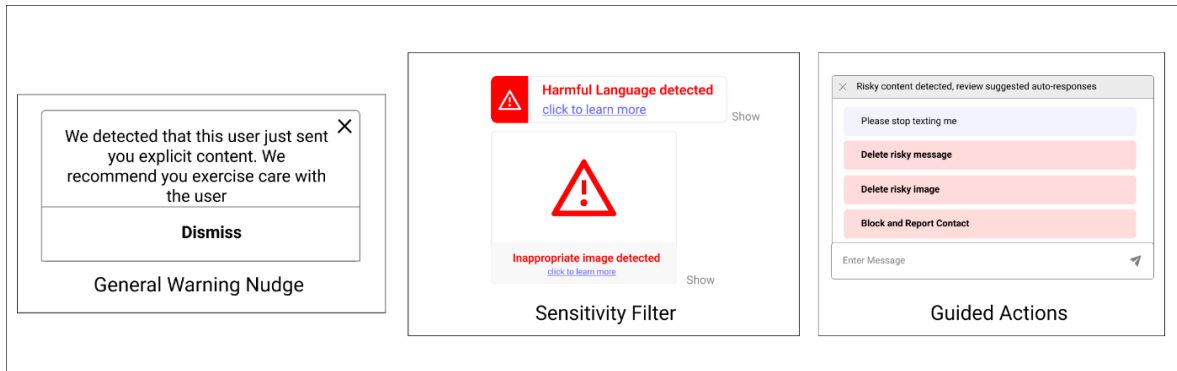 We detected that this user just sent
you explicit content. We
recommend you exercise care with
the user
Dismiss
General Warning Nudge
Harmful Language detected
click to learn more
Show
Inappropriate image detected
click to learn more
Show
Sensitivity Filter
Risky content detected, review suggested auto-responses
Please stop texting me
Delete risky message
Delete risky image
Block and Report Contact
Enter Message
Guided Actions